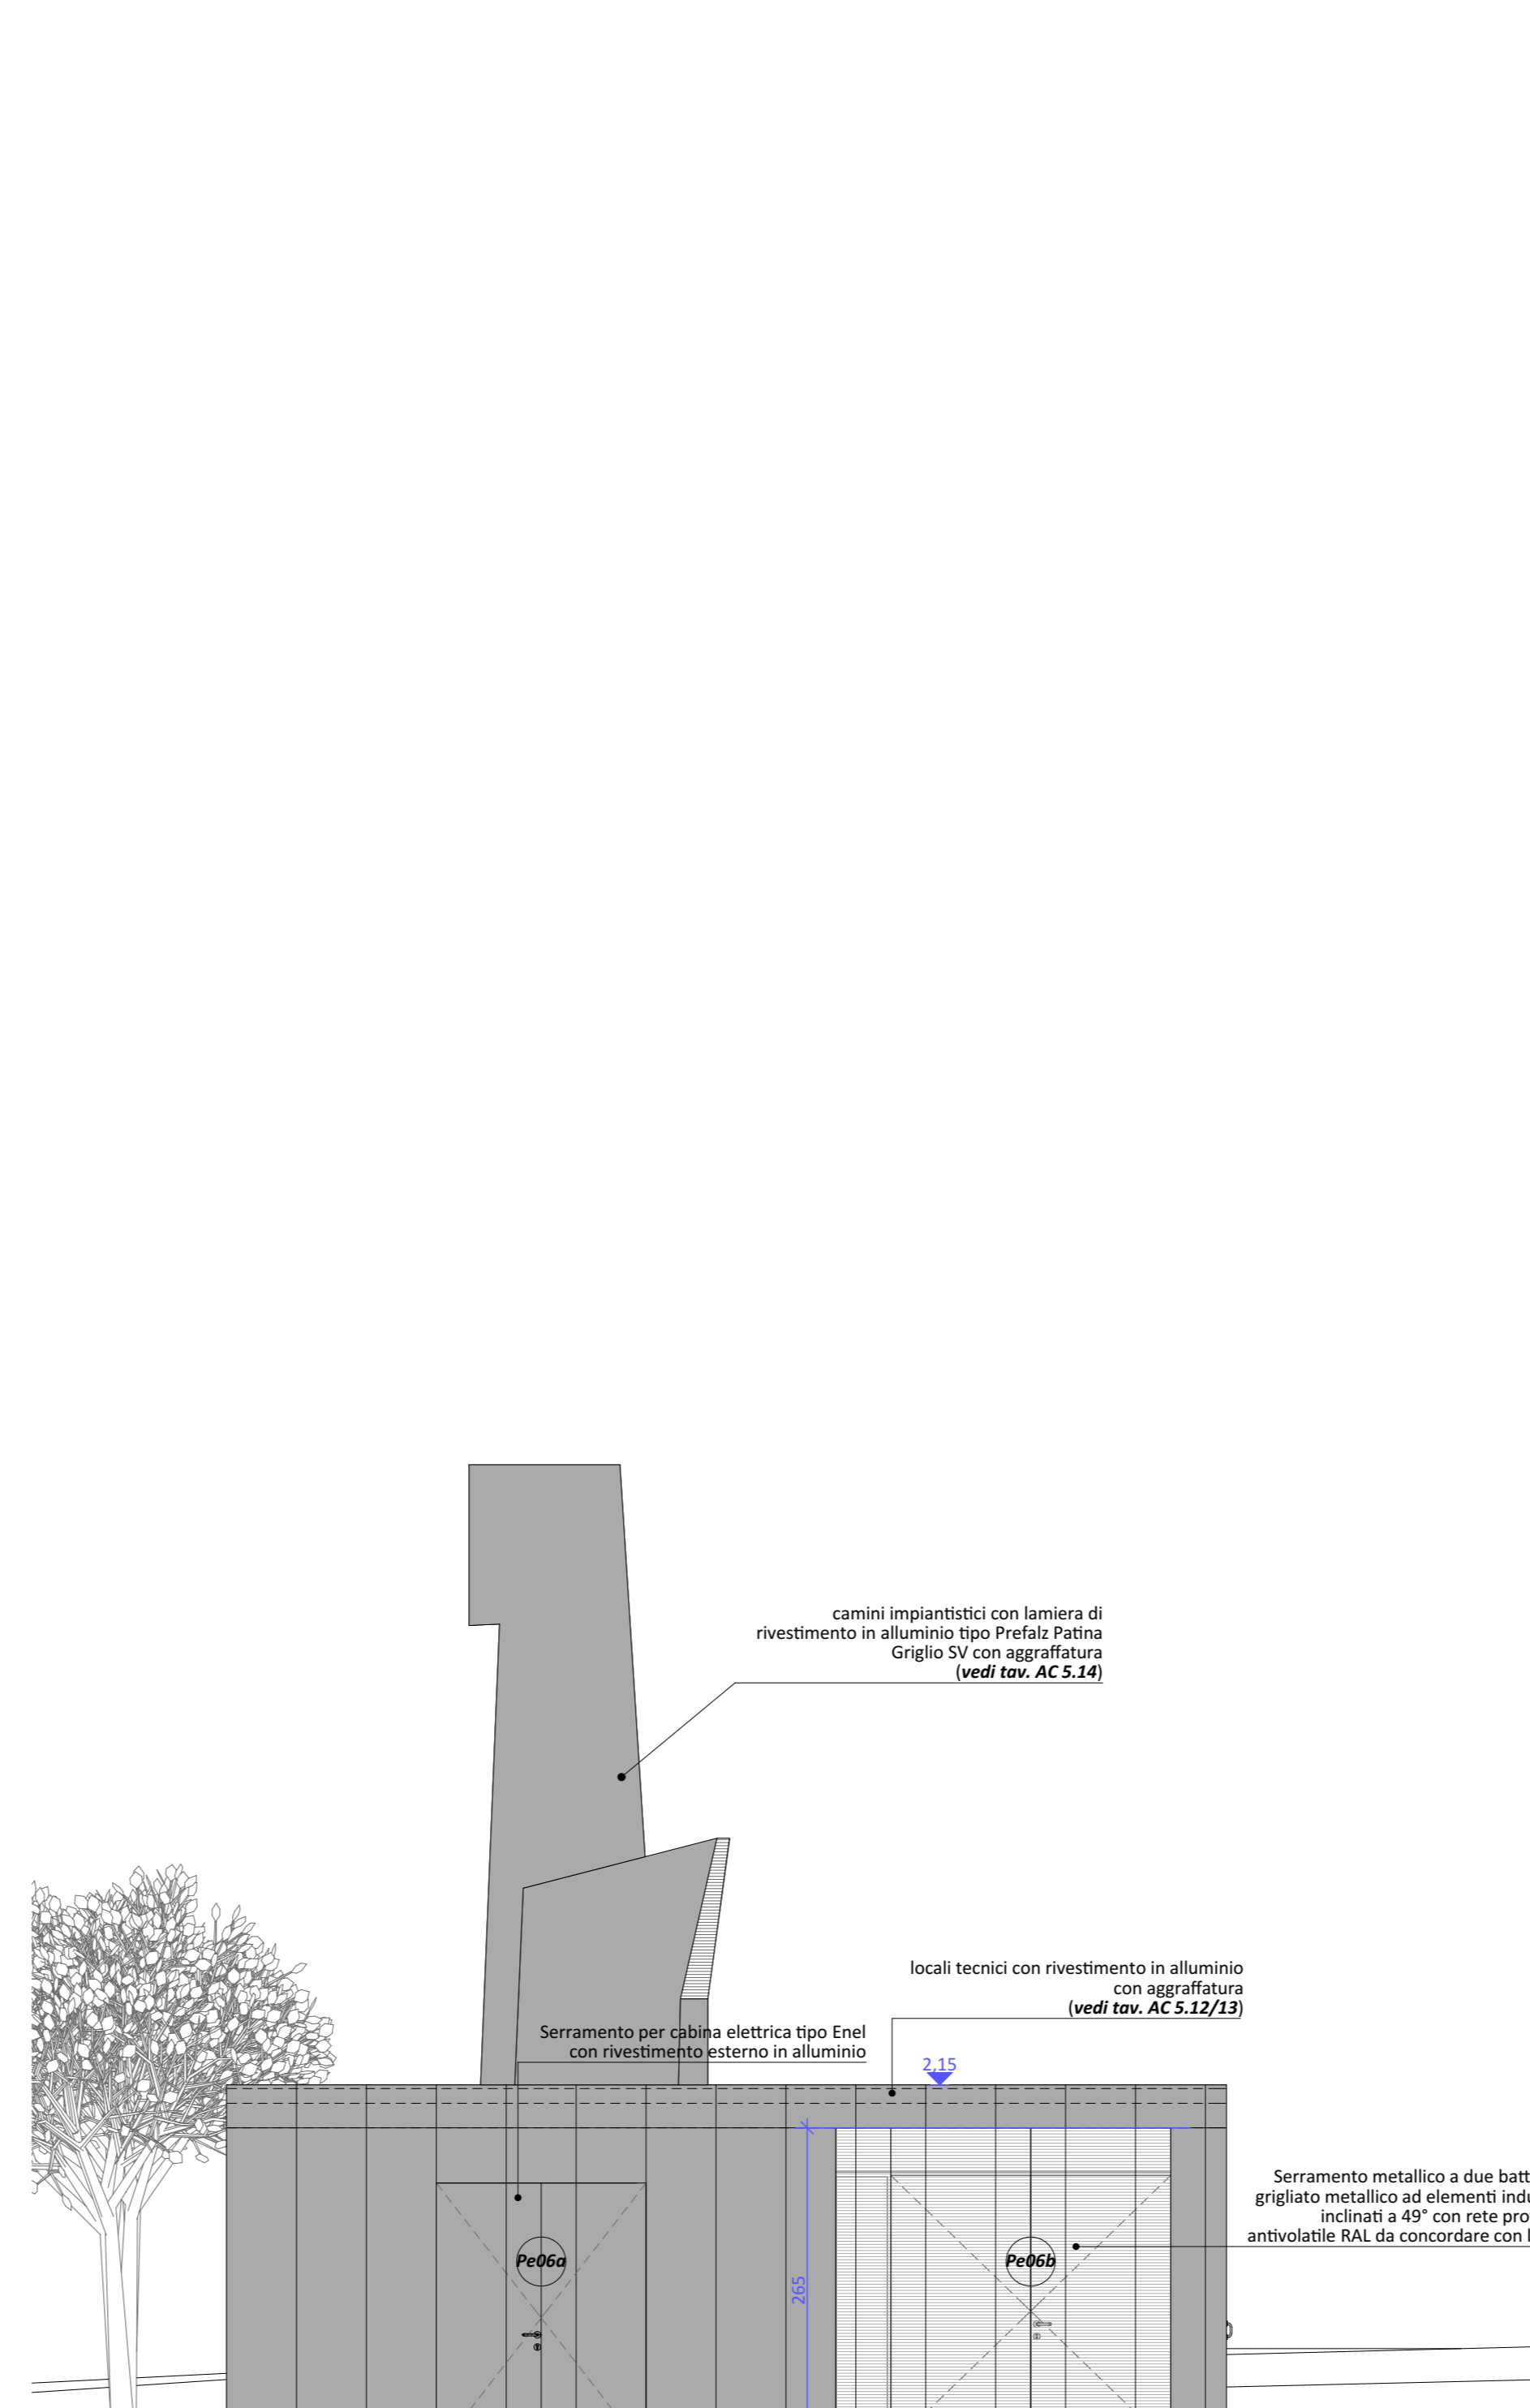 camini impiantistici con lamiera di
rivestimento in alluminio tipo Prefalz Patina
Griglio SV con aggraffatura
(vedi tav. AC 5.14)
locali tecnici con rivestimento in alluminio
con aggraffatura
(vedi tav. AC 5.12/13)
Serramento per cabina elettrica tipo Enel
con rivestimento esterno in alluminio
2,15
Serramento metallico a due
grigliato metallico ad elementi
inclinati a 49° con rete
antivolatile RAL da concordare con
Pe06a
Pe06b
265